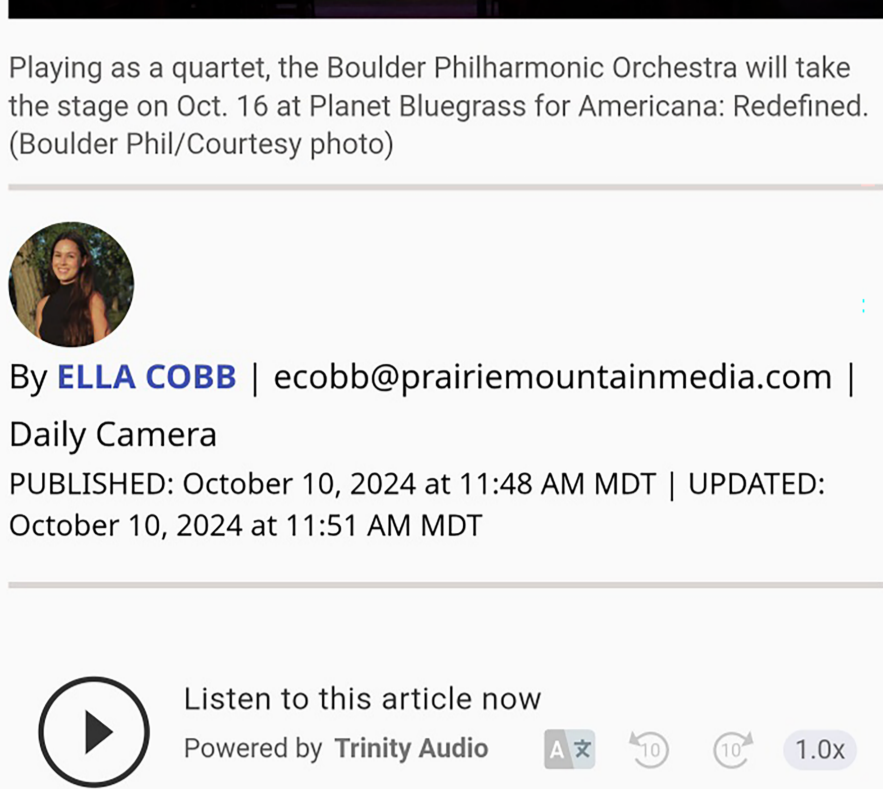 Playing as a quartet, the Boulder Philharmonic Orchestra will take
the stage on Oct. 16 at Planet Bluegrass for Americana: Redefined.
(Boulder Phil/Courtesy photo)
By ELLA COBB | ecobb@prairiemountainmedia.com |
Daily Camera
PUBLISHED: October 10, 2024 at 11:48 AM MDT | UPDATED:
October 10, 2024 at 11:51 AM MDT
Listen to this article now
Powered by Trinity Audio A 文 10 10 1.0x